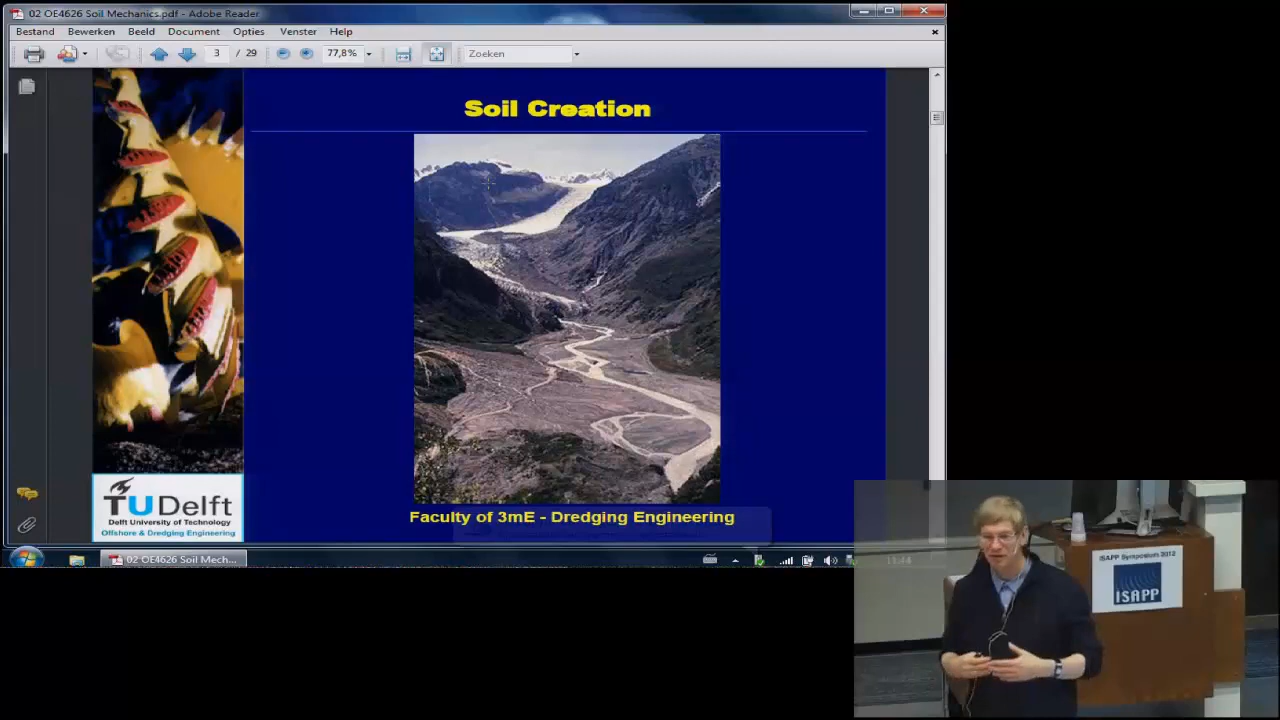 02 OE4626 Soil Mechanics.pdf - Adobe Reader
Bestand Bewerken Beeld Document Opties Venster Help
3 / 29 77,8% Zoeken
Soil Creation
TU Delft
Delft University of Technology
Offshore & Dredging Engineering
Faculty of 3mE - Dredging Engineering
02 OE4626 Soil Mech...
11:44
ISAPP Symposium 2012
ISAPP